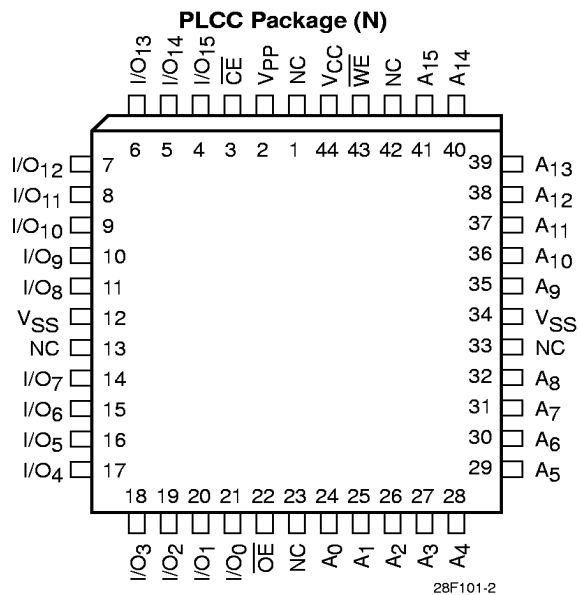 PLCC Package (N)
I/O13 I/O14 I/O15 C̅E̅ VPP NC VCC W̅E̅ NC A15 A14
6 5 4 3 2 1 44 43 42 41 40
I/O12 7 39 A13
I/O11 8 38 A12
I/O10 9 37 A11
I/O9 10 36 A10
I/O8 11 35 A9
VSS 12 34 VSS
NC 13 33 NC
I/O7 14 32 A8
I/O6 15 31 A7
I/O5 16 30 A6
I/O4 17 29 A5
18 19 20 21 22 23 24 25 26 27 28
I/O3 I/O2 I/O1 I/O0 O̅E̅ NC A0 A1 A2 A3 A4
28F101-2